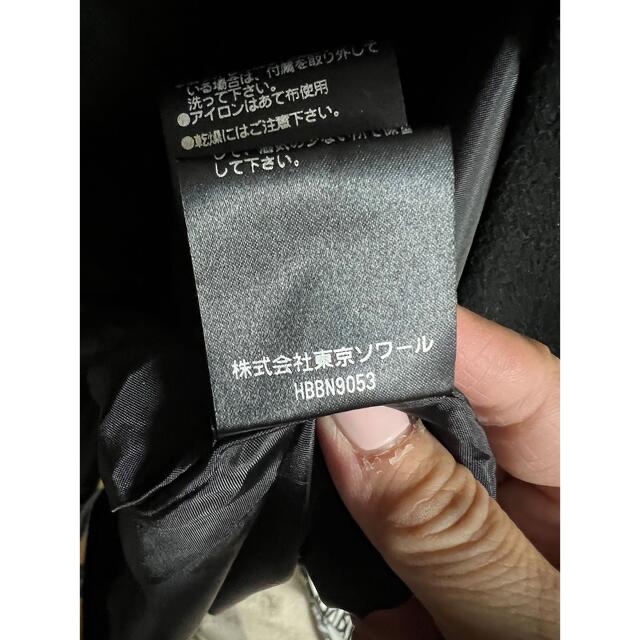 いる場合は、付属を取り外して
洗って下さい。
●アイロンはあて布使用
●乾燥にはご注意下さい。
して下さい。
株式会社東京ソワール
HBBN9053